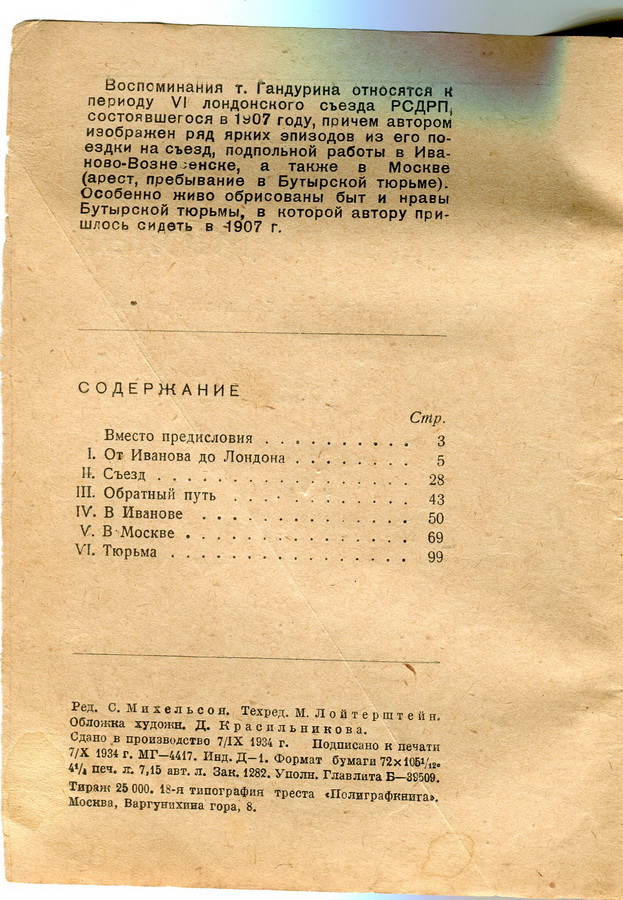 Воспоминания т. Гандурина относятся к
периоду VI лондонского съезда РСДРП,
состоявшегося в 1907 году, причем автором
изображен ряд ярких эпизодов из его по-
ездки на съезд, подпольной работы в Ива-
ново-Возне енске, а также в Москве
(арест, пребывание в Бутырской тюрьме).
Особенно живо обрисованы быт и нравы
Бутырской тюрьмы, в которой автору при-
шлось сидеть в 1907 г.
СОДЕРЖАНИЕ
Стр.
Вместо предисловия . . . . . . . . . . 3
I. От Иванова до Лондона . . . . . . . . 5
II. Съезд . . . . . . . . . . . . . . . . 28
III. Обратный путь . . . . . . . . . . . 43
IV. В Иванове . . . . . . . . . . . . . 50
V. В Москве . . . . . . . . . . . . . . 69
VI. Тюрьма . . . . . . . . . . . . . . . 99
Ред. С. Михельсон. Техред. М. Лойтерштейн.
Обложка художн. Д. Красильникова.
Сдано в производство 7/IX 1934 г. Подписано к печати
7/X 1934 г. МГ—4417. Инд. Д—1. Формат бумаги 72×105¹/₁₂.
печ. л. 7,15 авт. л. Зак. 1282. Уполн. Главлита Б—39509.
Тираж 25 000. 18-я типография треста «Полиграфкнига».
Москва, Варгунихина гора, 8.